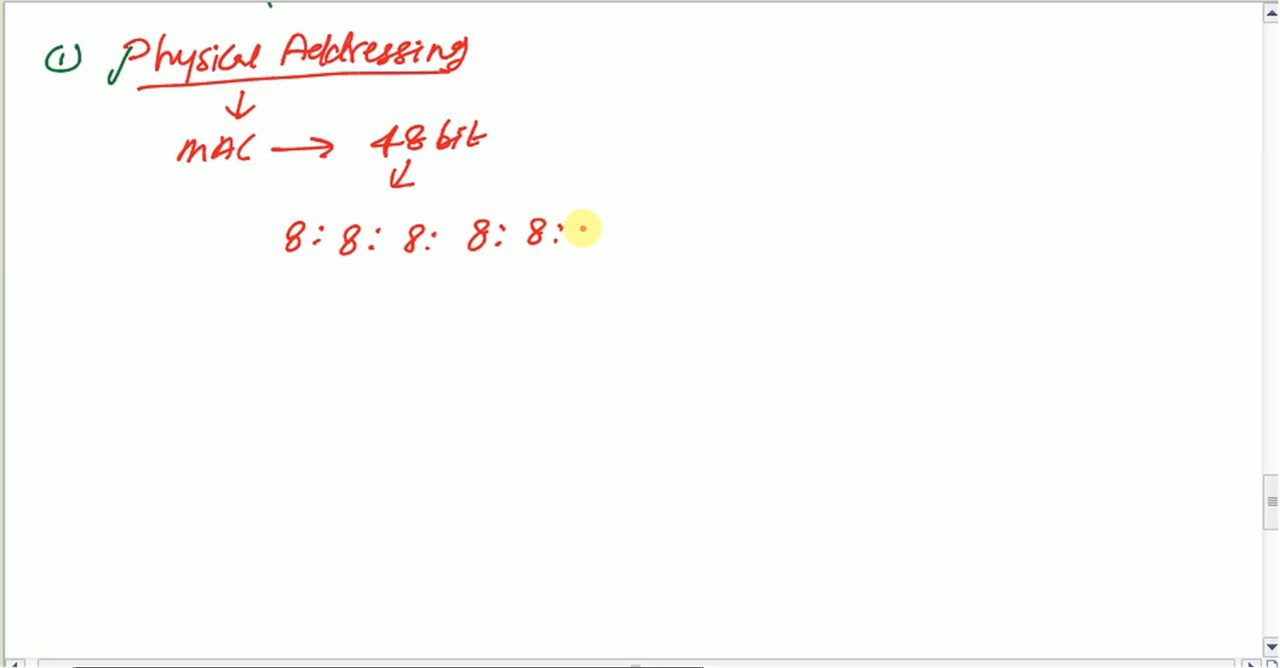 ① Physical Addressing
↓
MAC → 48 bit
↓
8: 8: 8: 8: 8: